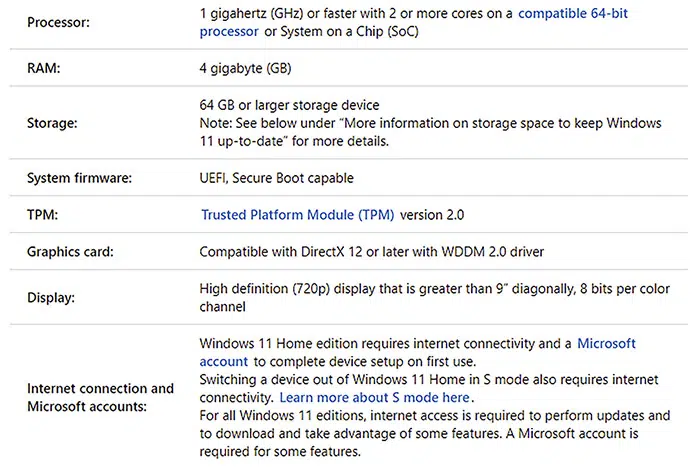 Processor:
1 gigahertz (GHz) or faster with 2 or more cores on a compatible 64-bit
processor or System on a Chip (SoC)
RAM:
4 gigabyte (GB)
Storage:
64 GB or larger storage device
Note: See below under “More information on storage space to keep Windows
11 up-to-date” for more details.
System firmware:
UEFI, Secure Boot capable
TPM:
Trusted Platform Module (TPM) version 2.0
Graphics card:
Compatible with DirectX 12 or later with WDDM 2.0 driver
Display:
High definition (720p) display that is greater than 9” diagonally, 8 bits per color
channel
Internet connection and
Microsoft accounts:
Windows 11 Home edition requires internet connectivity and a Microsoft
account to complete device setup on first use.
Switching a device out of Windows 11 Home in S mode also requires internet
connectivity. Learn more about S mode here.
For all Windows 11 editions, internet access is required to perform updates and
to download and take advantage of some features. A Microsoft account is
required for some features.